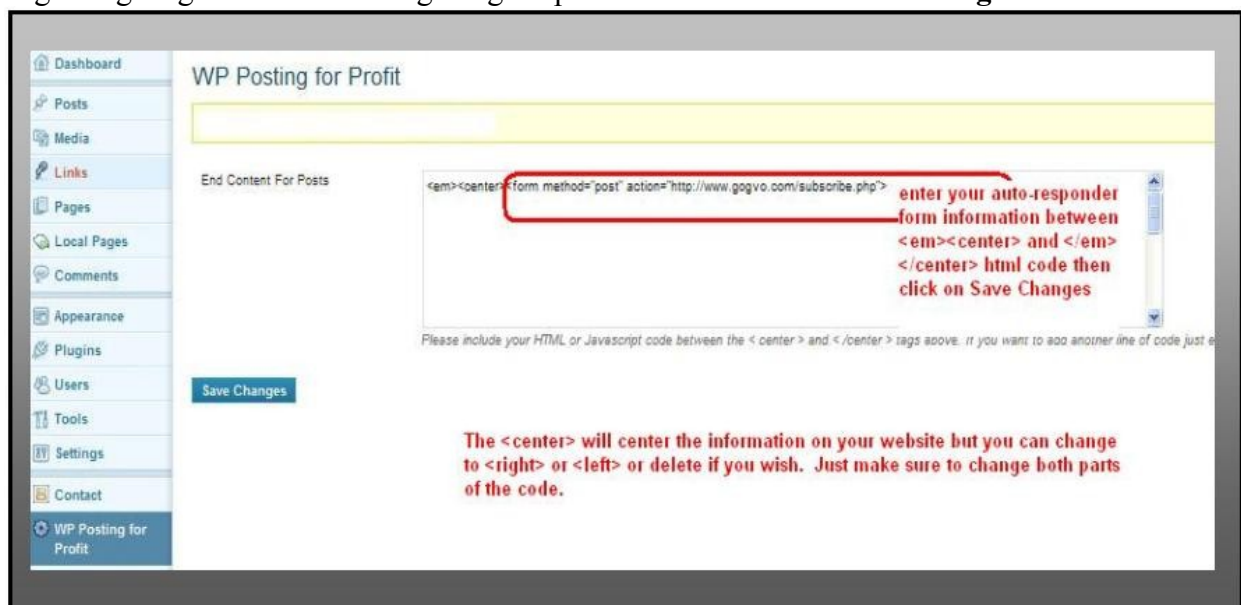 Dashboard
Posts
Media
Links
Pages
Local Pages
Comments
Appearance
Plugins
Users
Tools
Settings
Contact
WP Posting for
Profit
WP Posting for Profit
End Content For Posts
<em><center><form method="post" action="http://www.gogvo.com/subscribe.php">
enter your auto-responder
form information between
<em><center> and </em>
</center> html code then
click on Save Changes
Please include your HTML or Javascript code between the < center > and < /center > tags above. If you want to add another line of code just e
Save Changes
The <center> will center the information on your website but you can change
to <right> or <left> or delete if you wish.  Just make sure to change both parts
of the code.